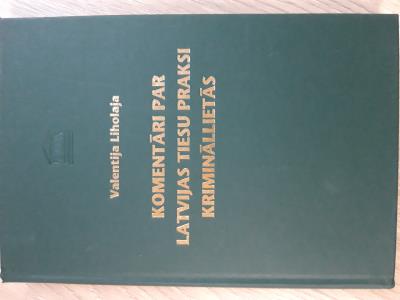 Valentija Liholaja
KOMENTĀRI PAR
LATVIJAS TIESU PRAKSI
KRIMINĀLLIETĀS